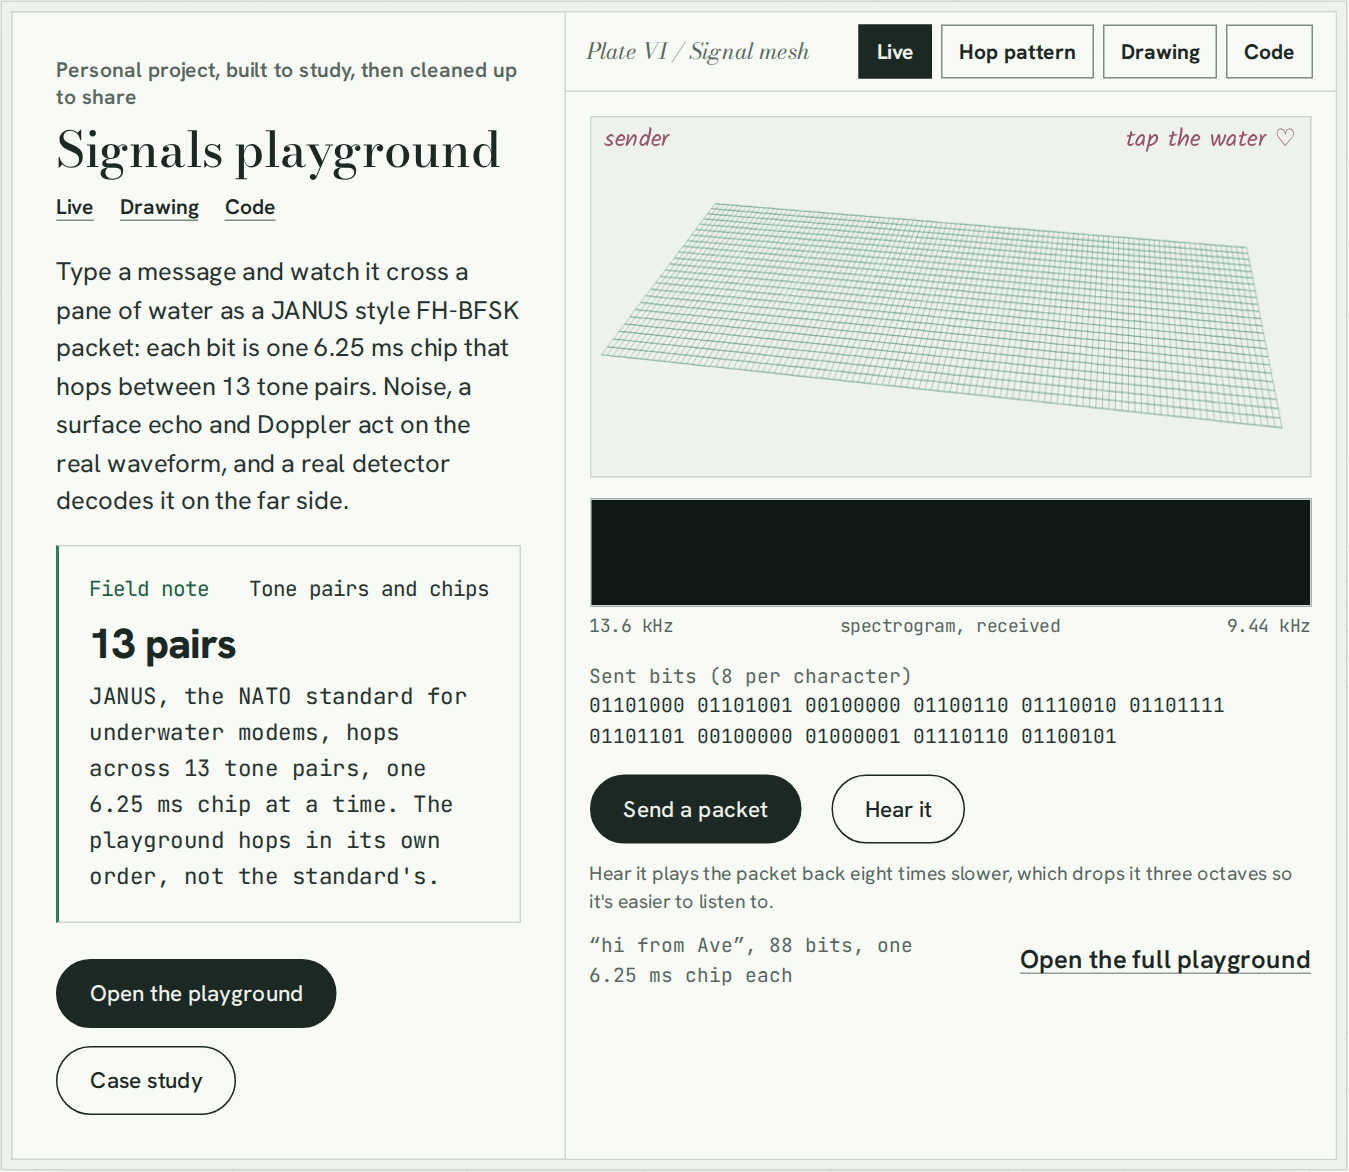 Personal project, built to study, then cleaned up
to share
Signals playground
Live Drawing Code
Type a message and watch it cross a
pane of water as a JANUS style FH-BFSK
packet: each bit is one 6.25 ms chip that
hops between 13 tone pairs. Noise, a
surface echo and Doppler act on the
real waveform, and a real detector
decodes it on the far side.
Field note Tone pairs and chips
13 pairs
JANUS, the NATO standard for
underwater modems, hops
across 13 tone pairs, one
6.25 ms chip at a time. The
playground hops in its own
order, not the standard's.
Open the playground
Case study
Plate VI / Signal mesh
Live Hop pattern Drawing Code
sender tap the water ♡
13.6 kHz spectrogram, received 9.44 kHz
Sent bits (8 per character)
01101000 01101001 00100000 01100110 01110010 01101111
01101101 00100000 01000001 01110110 01100101
Send a packet Hear it
Hear it plays the packet back eight times slower, which drops it three octaves so
it's easier to listen to.
“hi from Ave”, 88 bits, one
6.25 ms chip each
Open the full playground